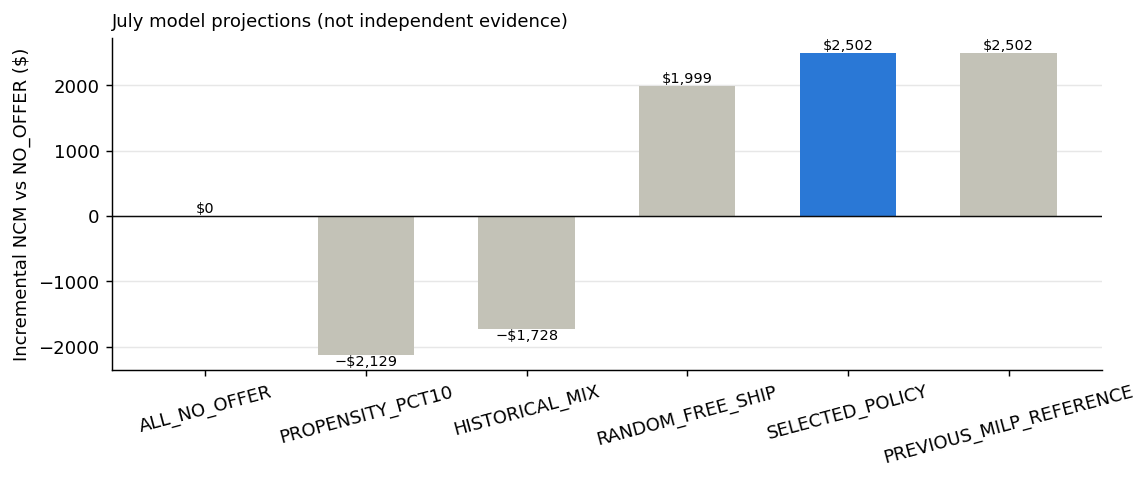 July model projections (not independent evidence)
Incremental NCM vs NO_OFFER ($)
2000
1000
0
−1000
−2000
$0
−$2,129
−$1,728
$1,999
$2,502
$2,502
ALL_NO_OFFER
PROPENSITY_PCT10
HISTORICAL_MIX
RANDOM_FREE_SHIP
SELECTED_POLICY
PREVIOUS_MILP_REFERENCE